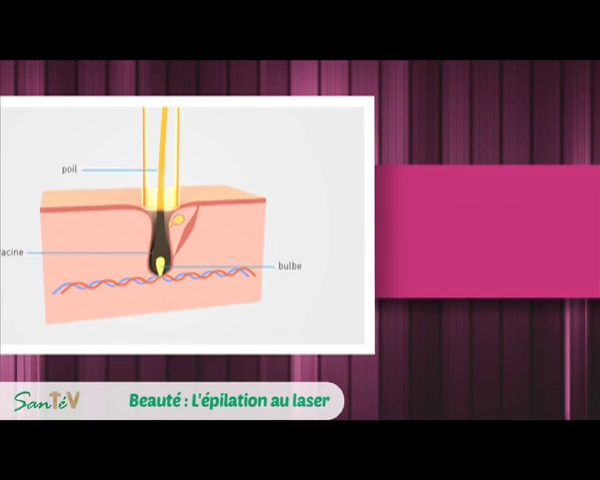 poil
racine
bulbe
SanTéV
Beauté : L'épilation au laser